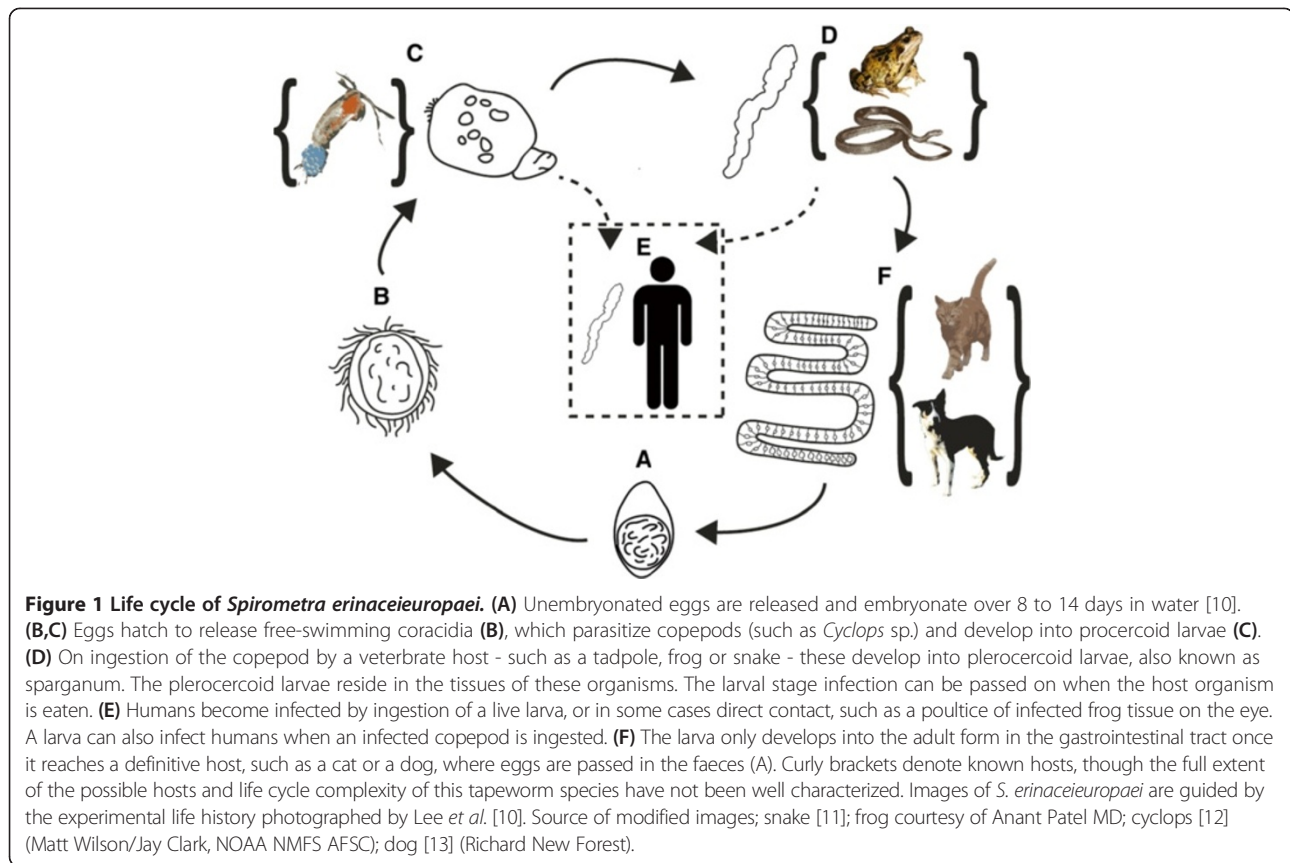 C
D
E
F
B
A
Figure 1 Life cycle of Spirometra erinaceieuropaei. (A) Unembryonated eggs are released and embryonate over 8 to 14 days in water [10].
(B,C) Eggs hatch to release free-swimming coracidia (B), which parasitize copepods (such as Cyclops sp.) and develop into procercoid larvae (C).
(D) On ingestion of the copepod by a veterbrate host - such as a tadpole, frog or snake - these develop into plerocercoid larvae, also known as
sparganum. The plerocercoid larvae reside in the tissues of these organisms. The larval stage infection can be passed on when the host organism
is eaten. (E) Humans become infected by ingestion of a live larva, or in some cases direct contact, such as a poultice of infected frog tissue on the eye.
A larva can also infect humans when an infected copepod is ingested. (F) The larva only develops into the adult form in the gastrointestinal tract once
it reaches a definitive host, such as a cat or a dog, where eggs are passed in the faeces (A). Curly brackets denote known hosts, though the full extent
of the possible hosts and life cycle complexity of this tapeworm species have not been well characterized. Images of S. erinaceieuropaei are guided by
the experimental life history photographed by Lee et al. [10]. Source of modified images; snake [11]; frog courtesy of Anant Patel MD; cyclops [12]
(Matt Wilson/Jay Clark, NOAA NMFS AFSC); dog [13] (Richard New Forest).